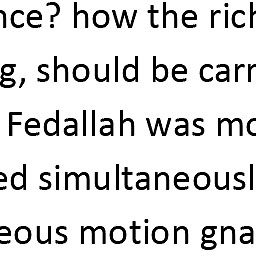 nce? how the rich
g, should be carr
Fedallah was mo
ed simultaneousl
eous motion gna